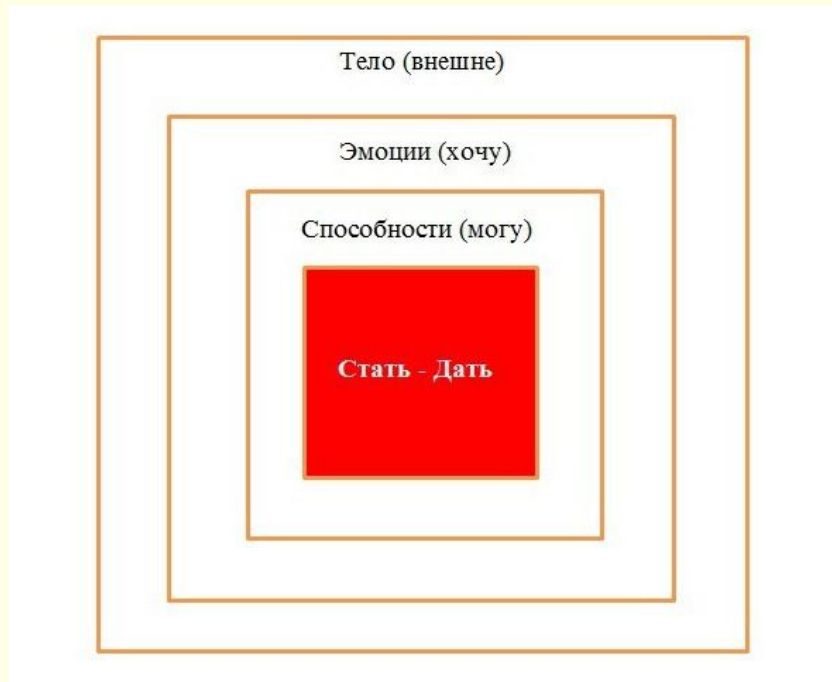 Тело (внешне)
Эмоции (хочу)
Способности (могу)
Стать - Дать